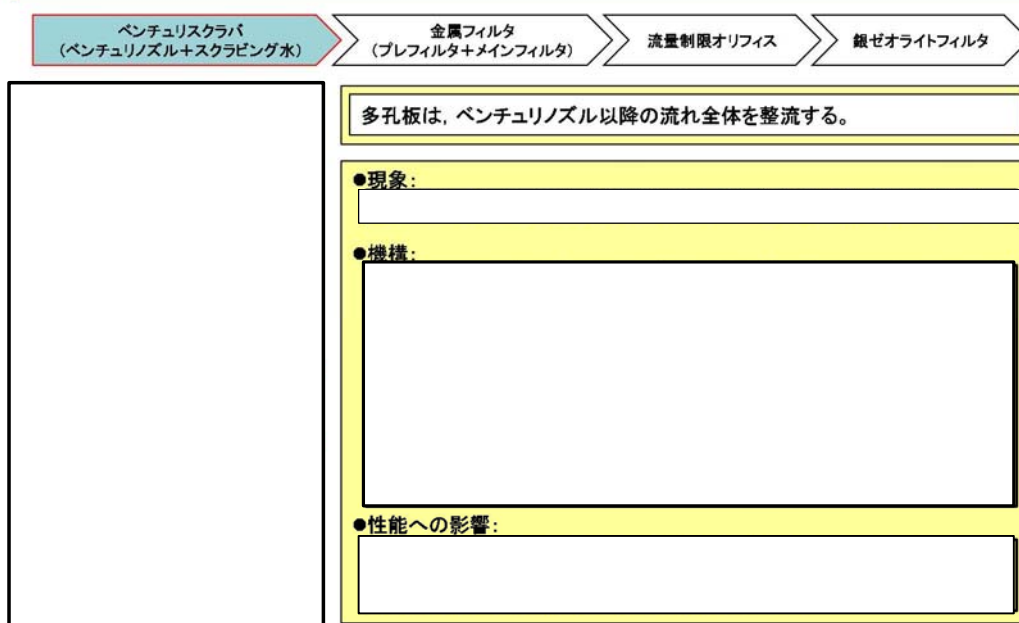 ベンチュリスクラバ
(ベンチュリノズル+スクラビング水)
金属フィルタ
(プレフィルタ+メインフィルタ)
流量制限オリフィス
銀ゼオライトフィルタ
多孔板は，ベンチュリノズル以降の流れ全体を整流する。
●現象：
●機構：
●性能への影響：